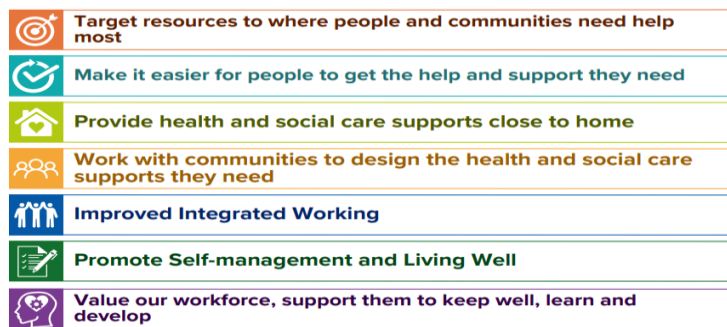 Target resources to where people and communities need help
most
Make it easier for people to get the help and support they need
Provide health and social care supports close to home
Work with communities to design the health and social care
supports they need
Improved Integrated Working
Promote Self-management and Living Well
Value our workforce, support them to keep well, learn and
develop